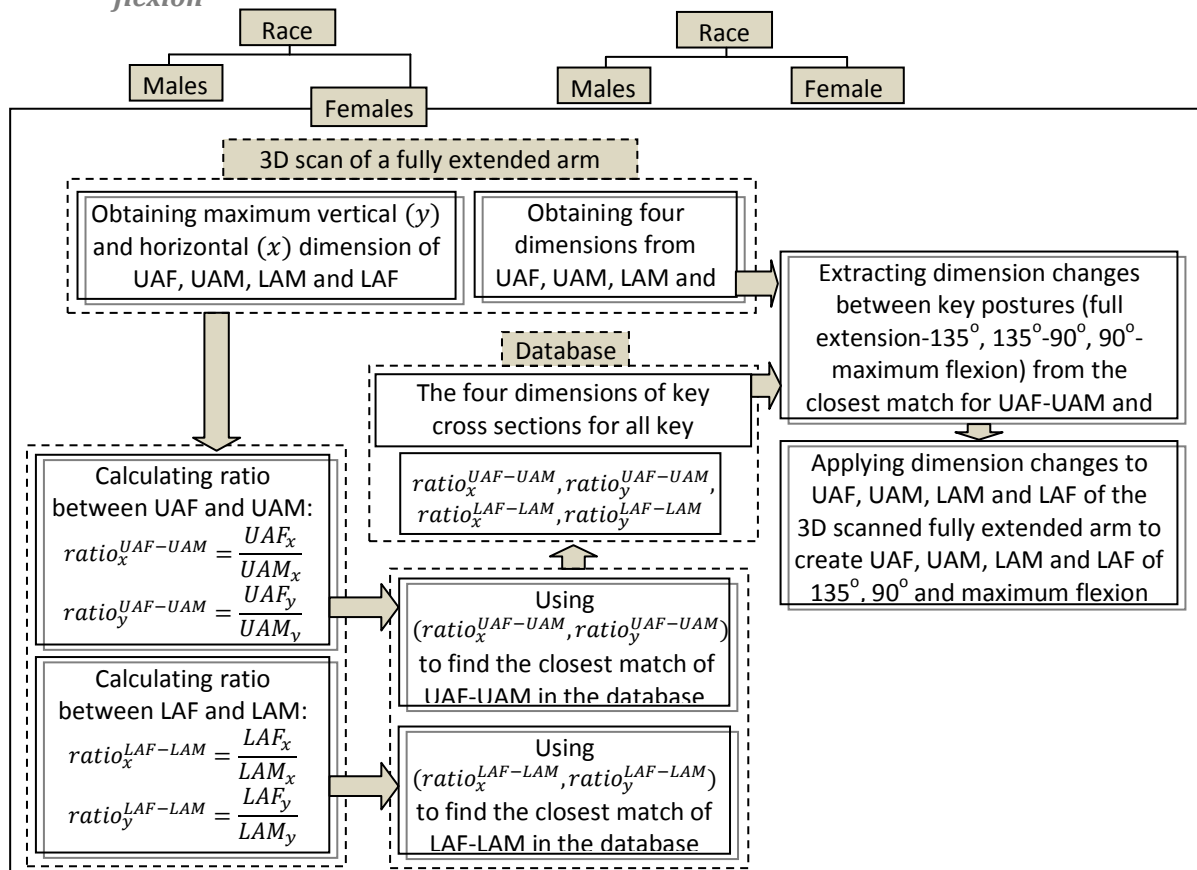 flexion
Race
Males
Females
Race
Males
Female
3D scan of a fully extended arm
Obtaining maximum vertical (y)
and horizontal (x) dimension of
UAF, UAM, LAM and LAF
Obtaining four
dimensions from
UAF, UAM, LAM and
Extracting dimension changes
between key postures (full
extension-135°, 135°-90°, 90°-
maximum flexion) from the
closest match for UAF-UAM and
Database
The four dimensions of key
cross sections for all key
ratio_x^{UAF-UAM}, ratio_y^{UAF-UAM},
ratio_x^{LAF-LAM}, ratio_y^{LAF-LAM}
Applying dimension changes to
UAF, UAM, LAM and LAF of the
3D scanned fully extended arm to
create UAF, UAM, LAM and LAF of
135°, 90° and maximum flexion
Calculating ratio
between UAF and UAM:
ratio_x^{UAF-UAM} = UAF_x / UAM_x
ratio_y^{UAF-UAM} = UAF_y / UAM_y
Using
(ratio_x^{UAF-UAM}, ratio_y^{UAF-UAM})
to find the closest match of
UAF-UAM in the database
Calculating ratio
between LAF and LAM:
ratio_x^{LAF-LAM} = LAF_x / LAM_x
ratio_y^{LAF-LAM} = LAF_y / LAM_y
Using
(ratio_x^{LAF-LAM}, ratio_y^{LAF-LAM})
to find the closest match of
LAF-LAM in the database